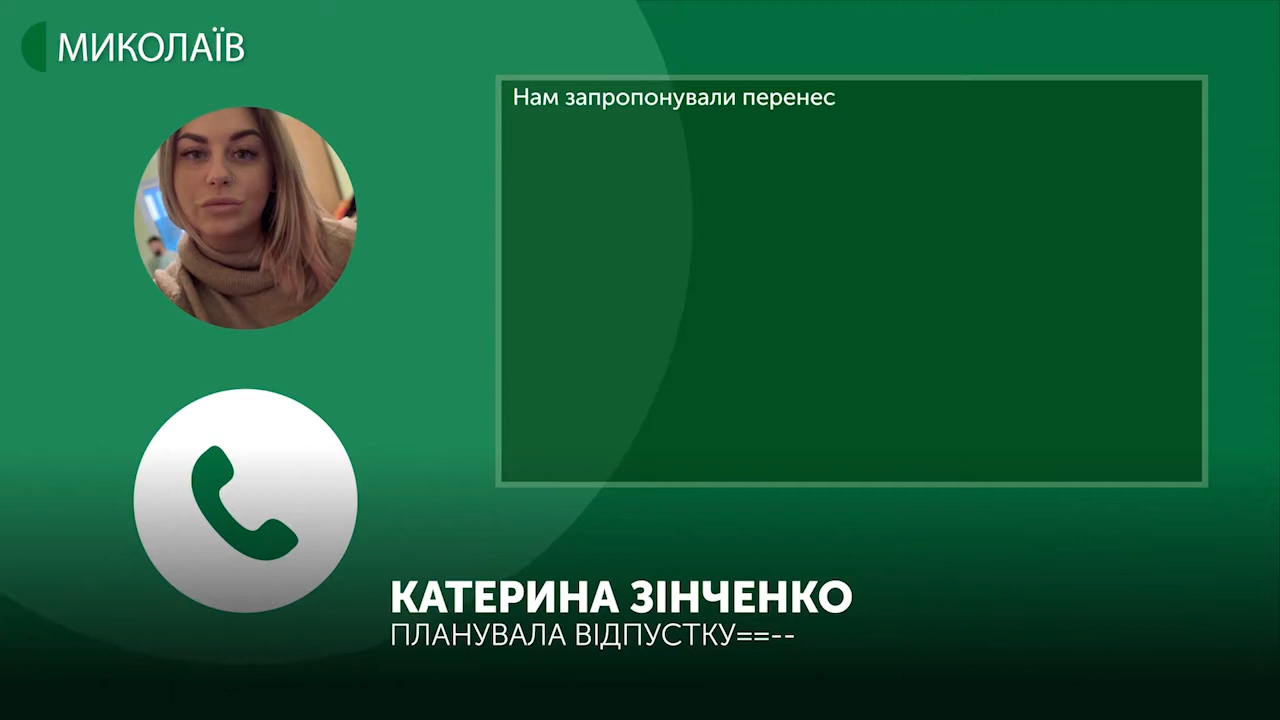 МИКОЛАЇВ
Нам запропонували перенес
КАТЕРИНА ЗІНЧЕНКО
ПЛАНУВАЛА ВІДПУСТКУ==--